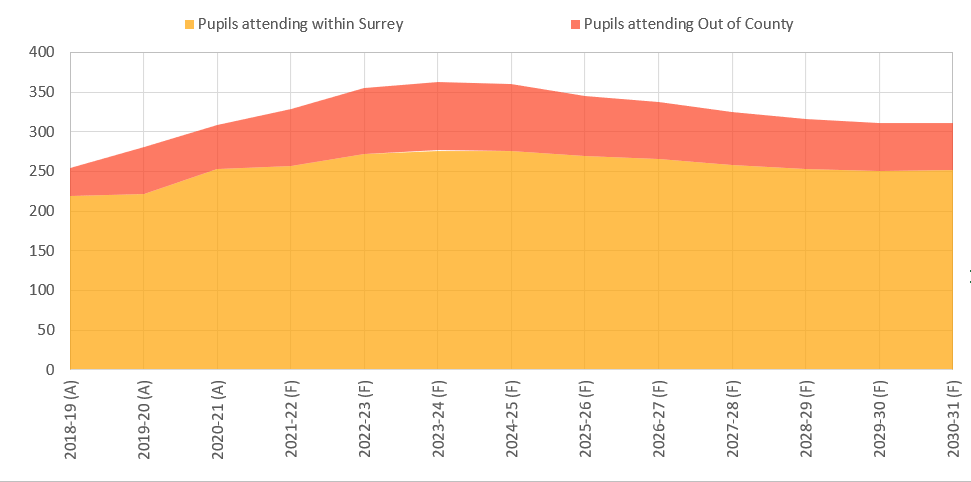 Pupils attending within Surrey Pupils attending Out of County
400
350
300
250
200
150
100
50
0
2018-19 (A)
2019-20 (A)
2020-21 (A)
2021-22 (F)
2022-23 (F)
2023-24 (F)
2024-25 (F)
2025-26 (F)
2026-27 (F)
2027-28 (F)
2028-29 (F)
2029-30 (F)
2030-31 (F)